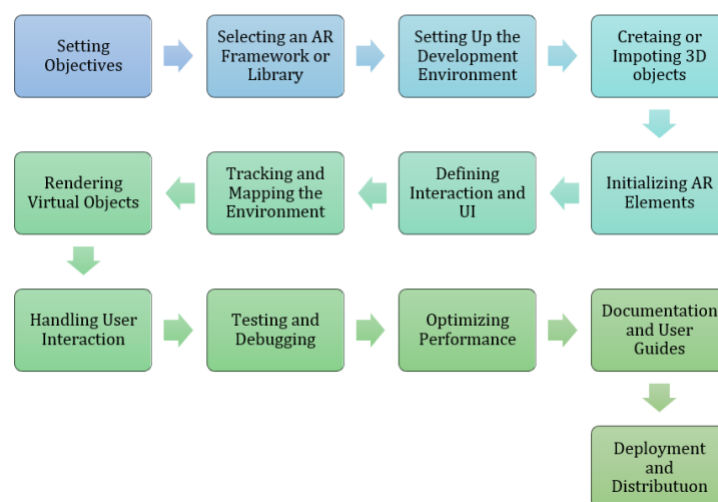 Setting
Objectives
Selecting an AR
Framework or
Library
Setting Up the
Development
Environment
Cretaing or
Impoting 3D
objects
Initializing AR
Elements
Defining
Interaction and
UI
Tracking and
Mapping the
Environment
Rendering
Virtual Objects
Handling User
Interaction
Testing and
Debugging
Optimizing
Performance
Documentation
and User
Guides
Deployment
and
Distributuon